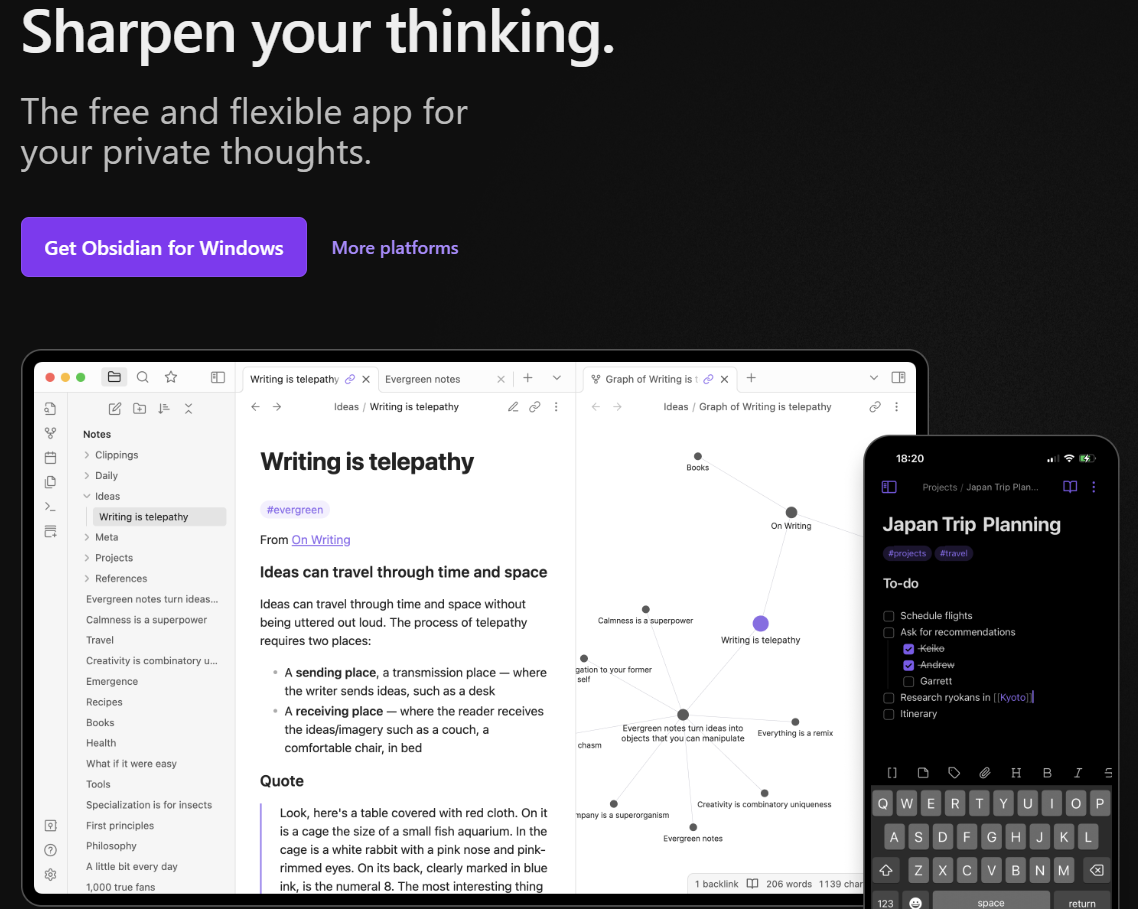 Sharpen your thinking.
The free and flexible app for
your private thoughts.
Get Obsidian for Windows
More platforms
Writing is telepathy
Evergreen notes
Graph of Writing is
Ideas / Writing is telepathy
Ideas / Graph of Writing is telepathy
Notes
Clippings
Daily
Ideas
Writing is telepathy
Meta
Projects
References
Evergreen notes turn ideas...
Calmness is a superpower
Travel
Creativity is combinatory u...
Emergence
Recipes
Books
Health
What if it were easy
Tools
Specialization is for insects
First principles
Philosophy
A little bit every day
1,000 true fans
Writing is telepathy
#evergreen
From On Writing
Ideas can travel through time and space
Ideas can travel through time and space without
being uttered out loud. The process of telepathy
requires two places:
A sending place, a transmission place — where
the writer sends ideas, such as a desk
A receiving place — where the reader receives
the ideas/imagery such as a couch, a
comfortable chair, in bed
Quote
Look, here's a table covered with red cloth. On it
is a cage the size of a small fish aquarium. In the
cage is a white rabbit with a pink nose and pink-
rimmed eyes. On its back, clearly marked in blue
ink, is the numeral 8. The most interesting thing
Books
On Writing
Calmness is a superpower
Writing is telepathy
gation to your former
self
Evergreen notes turn ideas into
objects that you can manipulate
Everything is a remix
chasm
Creativity is combinatory uniqueness
mpany is a superorganism
Evergreen notes
1 backlink
206 words
1139 char
18:20
Projects / Japan Trip Plan...
Japan Trip Planning
#projects #travel
To-do
Schedule flights
Ask for recommendations
Keiko
Andrew
Garrett
Research ryokans in [[Kyoto]]
Itinerary
H B I S
Q W E R T Y U I O P
A S D F G H J K L
Z X C V B N M
123 space return